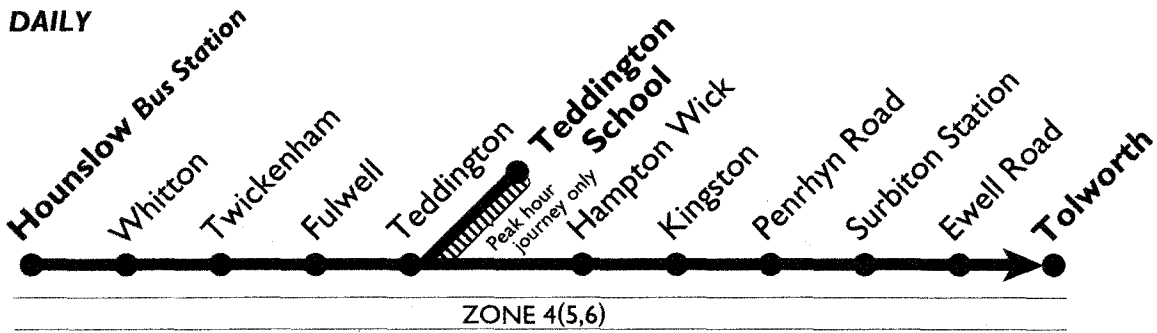 DAILY
Hounslow Bus Station
Whitton
Twickenham
Fulwell
Teddington
Teddington
School
Peak hour
journey only
Hampton Wick
Kingston
Penrhyn Road
Surbiton Station
Ewell Road
Tolworth
ZONE 4(5,6)